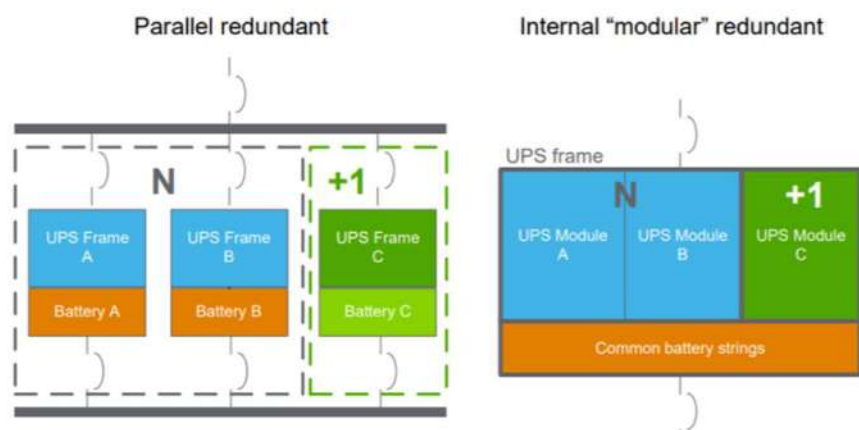 Parallel redundant
N
+1
UPS Frame
A
UPS Frame
B
UPS Frame
C
Battery A
Battery B
Battery C
Internal “modular” redundant
UPS frame
N
+1
UPS Module
A
UPS Module
B
UPS Module
C
Common battery strings